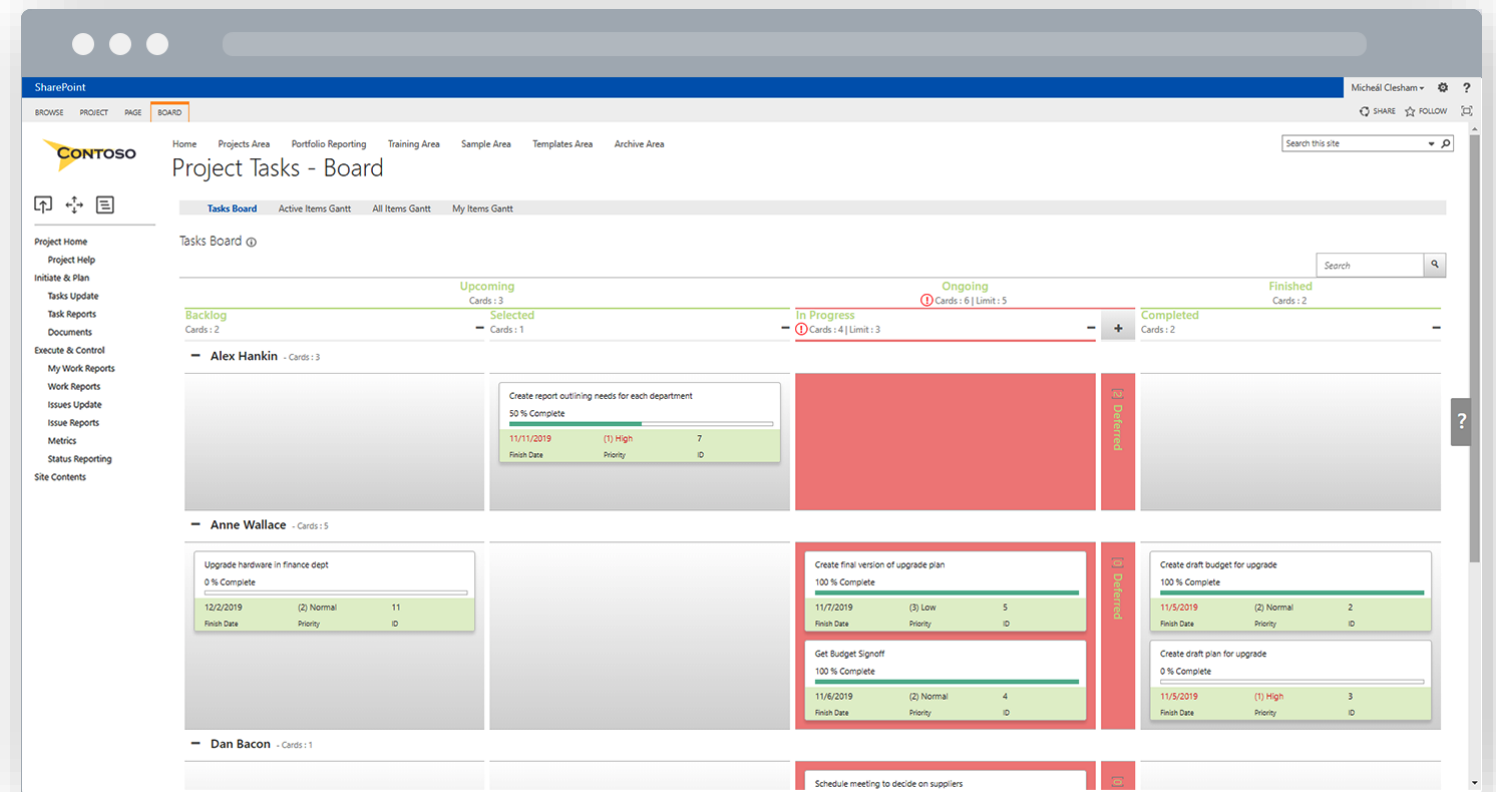 SharePoint
Micheál Clesham
?
BROWSE PROJECT PAGE BOARD
SHARE FOLLOW
CONTOSO
Home Projects Area Portfolio Reporting Training Area Sample Area Templates Area Archive Area
Search this site
Project Tasks - Board
Tasks Board Active Items Gantt All Items Gantt My Items Gantt
Project Home
Project Help
Initiate & Plan
Tasks Update
Task Reports
Documents
Execute & Control
My Work Reports
Work Reports
Issues Update
Issue Reports
Metrics
Status Reporting
Site Contents
Tasks Board
Search
Upcoming
Cards : 3
Ongoing
Cards : 6 | Limit : 5
Finished
Cards : 2
Backlog
Cards : 2
Selected
Cards : 1
In Progress
Cards : 4 | Limit : 3
+
Completed
Cards : 2
Alex Hankin - Cards : 3
Create report outlining needs for each department
50 % Complete
11/11/2019 (1) High 7
Finish Date Priority ID
[2] Deferred
?
Anne Wallace - Cards : 5
Upgrade hardware in finance dept
0 % Complete
12/2/2019 (2) Normal 11
Finish Date Priority ID
Create final version of upgrade plan
100 % Complete
11/7/2019 (3) Low 5
Finish Date Priority ID
Get Budget Signoff
100 % Complete
11/6/2019 (2) Normal 4
Finish Date Priority ID
[0] Deferred
Create draft budget for upgrade
100 % Complete
11/5/2019 (2) Normal 2
Finish Date Priority ID
Create draft plan for upgrade
0 % Complete
11/5/2019 (1) High 3
Finish Date Priority ID
Dan Bacon - Cards : 1
Schedule meeting to decide on suppliers
[0]